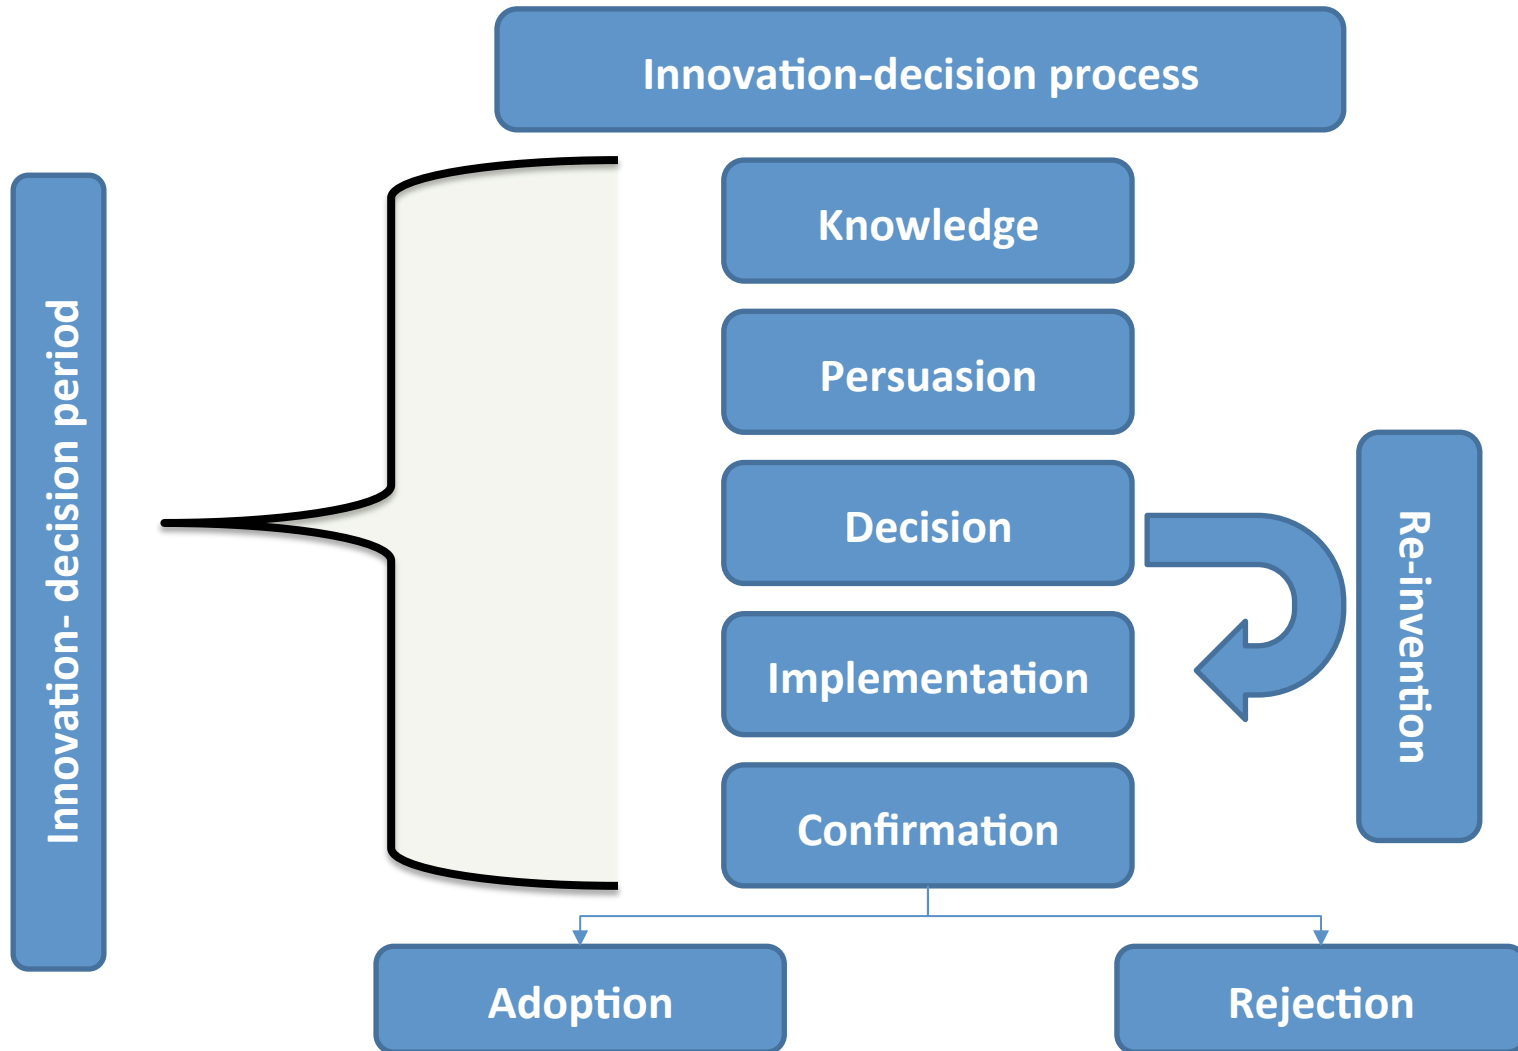 Innovation-decision process
Innovation- decision period
Knowledge
Persuasion
Decision
Re-invention
Implementation
Confirmation
Adoption
Rejection